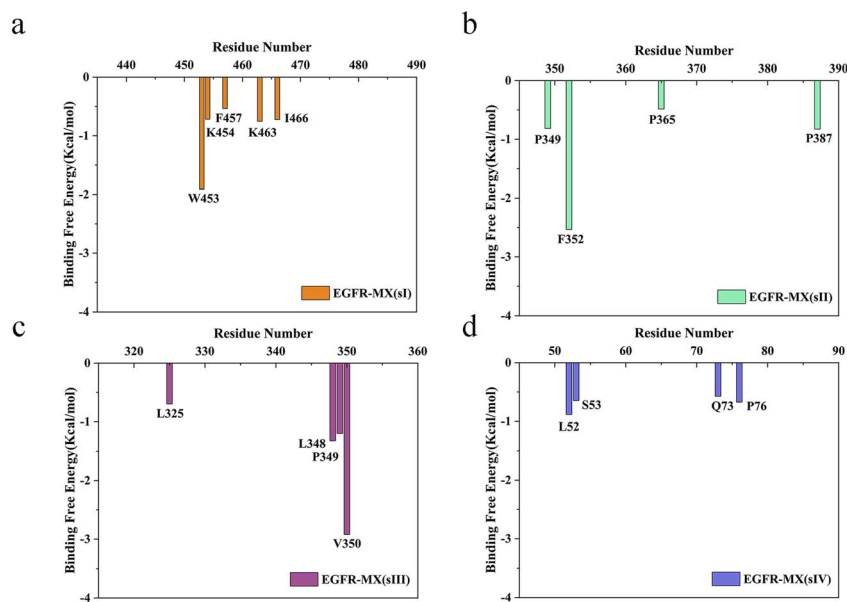 a
Residue Number
440 450 460 470 480 490
0
-1
-2
-3
-4
Binding Free Energy(Kcal/mol)
W453
K454
F457
K463
I466
EGFR-MX(sI)
b
Residue Number
350 360 370 380 390
0
-1
-2
-3
-4
Binding Free Energy(Kcal/mol)
P349
F352
P365
P387
EGFR-MX(sII)
c
Residue Number
320 330 340 350 360
0
-1
-2
-3
-4
Binding Free Energy(Kcal/mol)
L325
L348
P349
V350
EGFR-MX(sIII)
d
Residue Number
50 60 70 80 90
0
-1
-2
-3
-4
Binding Free Energy(Kcal/mol)
L52
S53
Q73
P76
EGFR-MX(sIV)